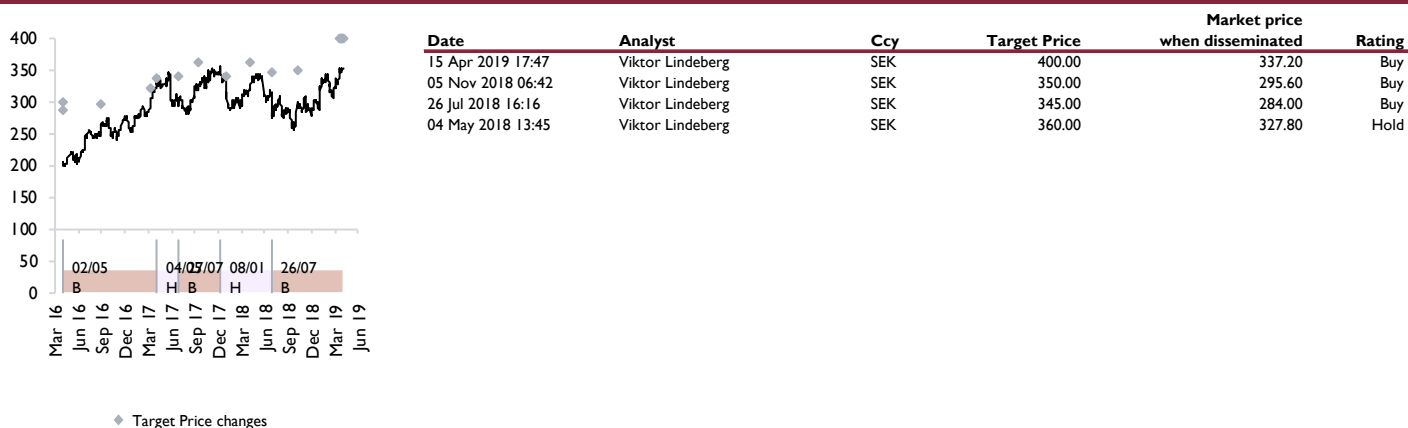 Market price
Date Analyst Ccy Target Price when disseminated Rating
15 Apr 2019 17:47 Viktor Lindeberg SEK 400.00 337.20 Buy
05 Nov 2018 06:42 Viktor Lindeberg SEK 350.00 295.60 Buy
26 Jul 2018 16:16 Viktor Lindeberg SEK 345.00 284.00 Buy
04 May 2018 13:45 Viktor Lindeberg SEK 360.00 327.80 Hold
400
350
300
250
200
150
100
50
0
02/05 04/05 27/07 08/01 26/07
B H B H B
Mar 16 Jun 16 Sep 16 Dec 16 Mar 17 Jun 17 Sep 17 Dec 17 Mar 18 Jun 18 Sep 18 Dec 18 Mar 19 Jun 19
Target Price changes